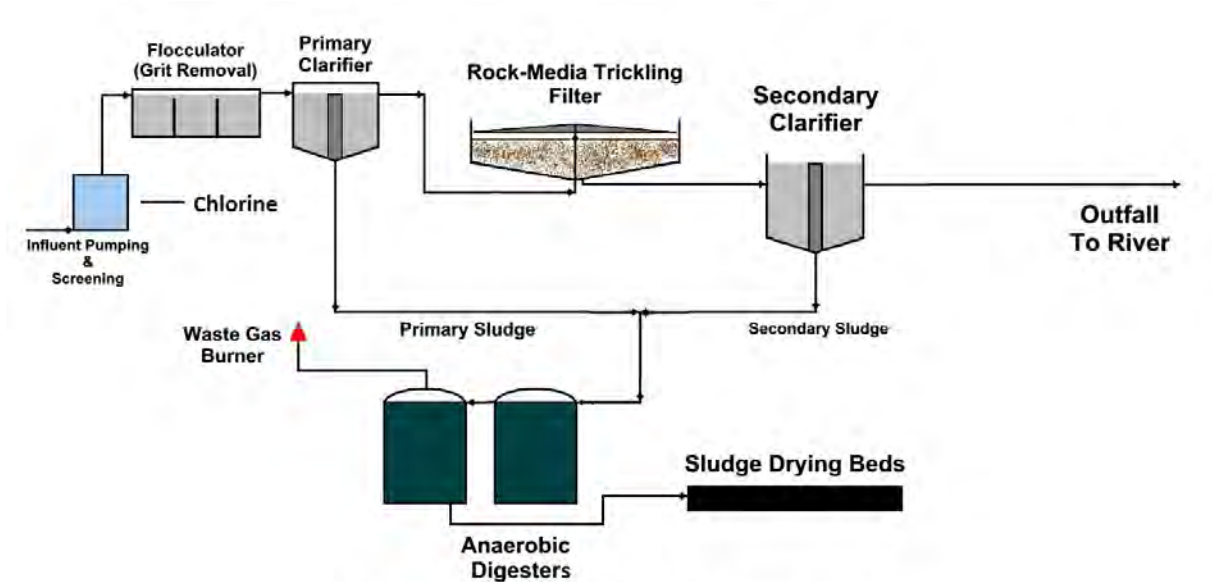 Flocculator
(Grit Removal)
Primary
Clarifier
Rock-Media Trickling
Filter
Secondary
Clarifier
Chlorine
Influent Pumping
&
Screening
Outfall
To River
Primary Sludge
Secondary Sludge
Waste Gas
Burner
Sludge Drying Beds
Anaerobic
Digesters